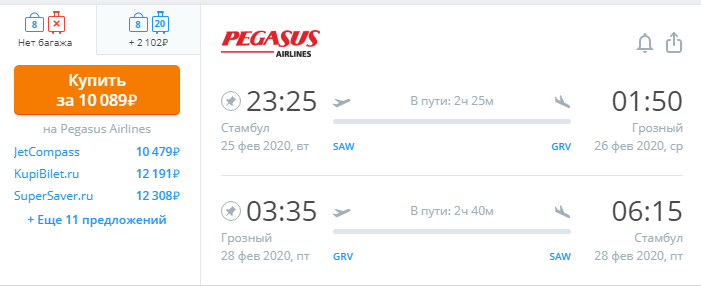 8
20
Нет багажа
+ 2 102₽
Купить
за 10 089₽
на Pegasus Airlines
JetCompass 10 479₽
KupiBilet.ru 12 191₽
SuperSaver.ru 12 308₽
+ Еще 11 предложений
PEGASUS
AIRLINES
23:25 В пути: 2ч 25м 01:50
Стамбул Грозный
25 фев 2020, вт SAW GRV 26 фев 2020, ср
03:35 В пути: 2ч 40м 06:15
Грозный Стамбул
28 фев 2020, пт GRV SAW 28 фев 2020, пт